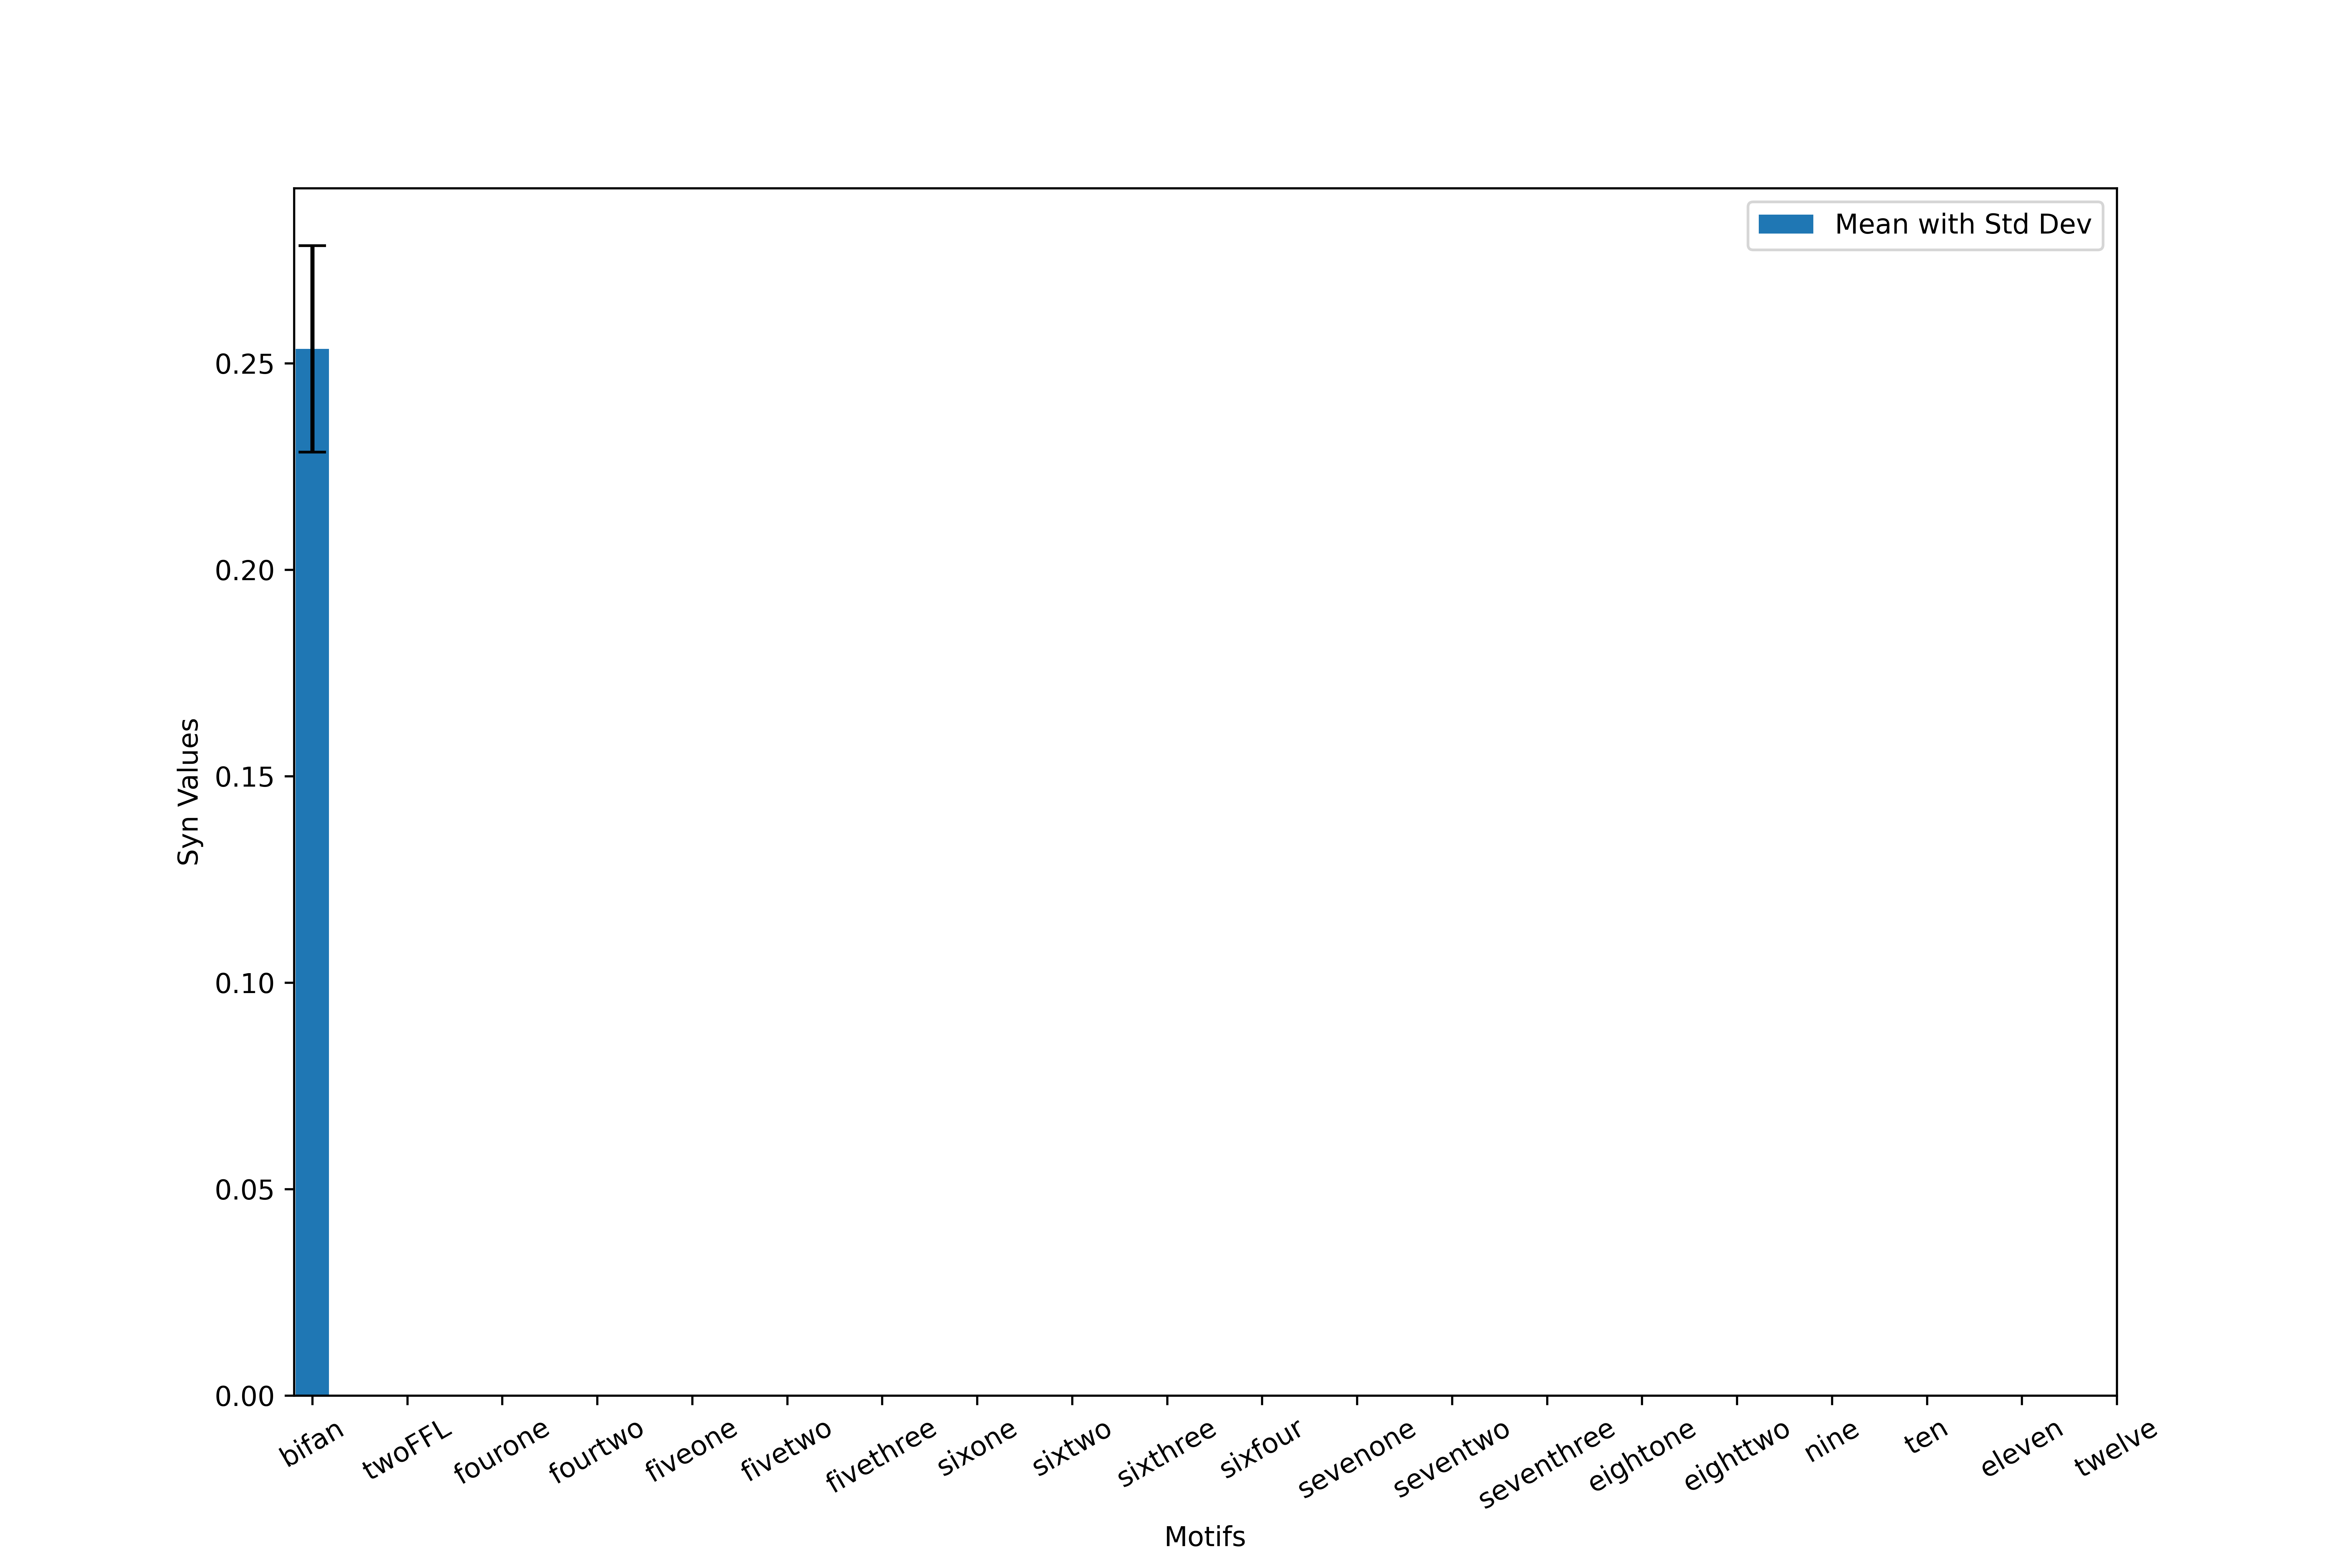 Mean with Std Dev
Syn Values
0.25
0.20
0.15
0.10
0.05
0.00
bifan
twoFFL
fourone
fourtwo
fiveone
fivetwo
fivethree
sixone
sixtwo
sixthree
sixfour
sevenone
seventwo
seventhree
eightone
eighttwo
nine
ten
eleven
twelve
Motifs